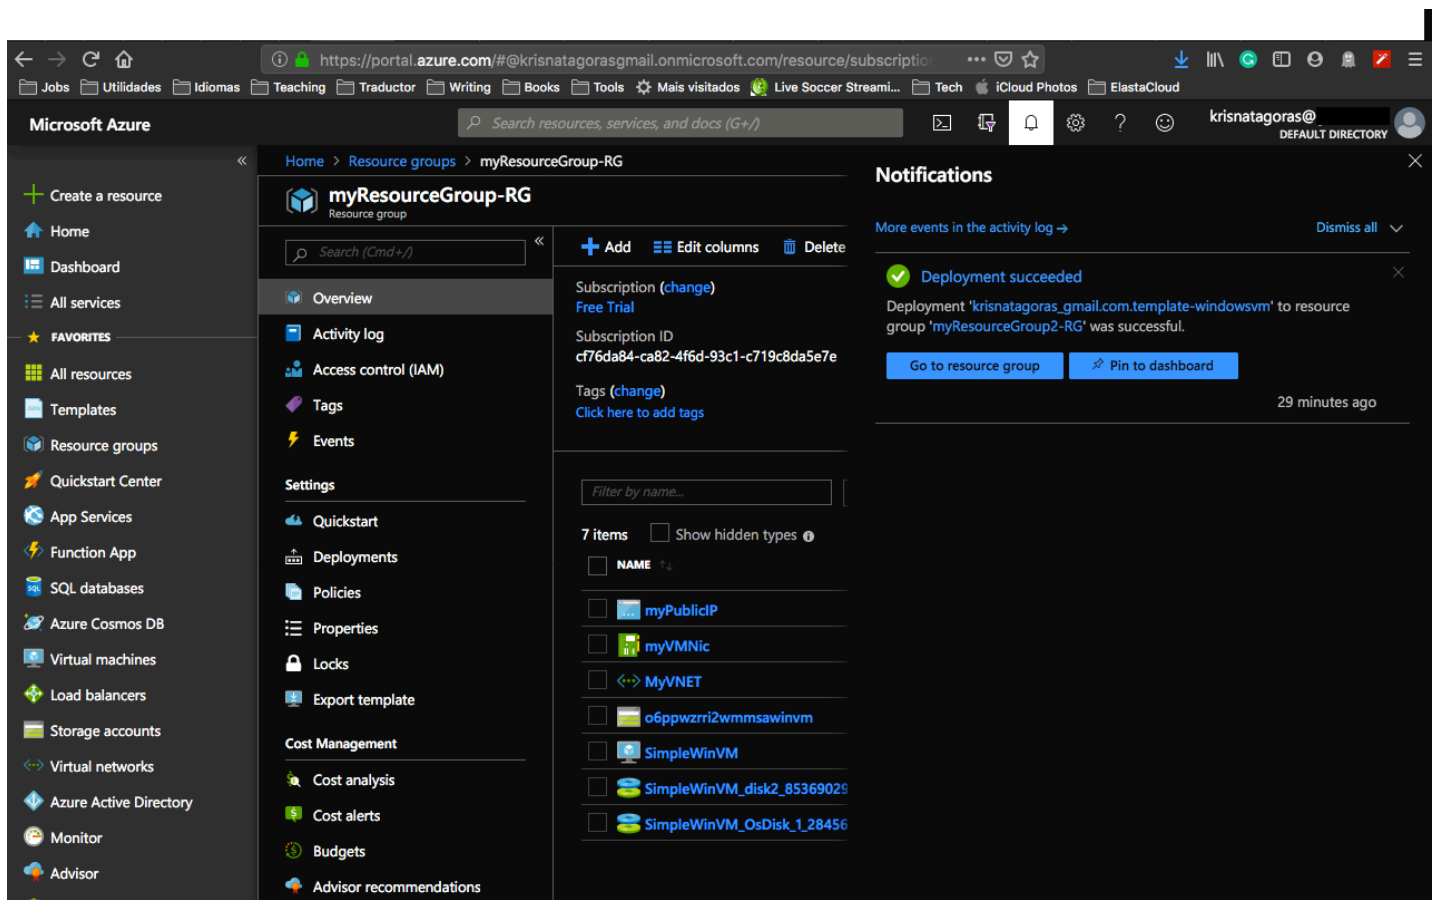 https://portal.azure.com/#@krisnatagorasgmail.onmicrosoft.com/resource/subscription
Jobs Utilidades Idiomas Teaching Traductor Writing Books Tools Mais visitados Live Soccer Streami... Tech iCloud Photos ElastaCloud
Microsoft Azure
Search resources, services, and docs (G+/)
krisnatagoras@
DEFAULT DIRECTORY
Create a resource
Home
Dashboard
All services
FAVORITES
All resources
Templates
Resource groups
Quickstart Center
App Services
Function App
SQL databases
Azure Cosmos DB
Virtual machines
Load balancers
Storage accounts
Virtual networks
Azure Active Directory
Monitor
Advisor
Home > Resource groups > myResourceGroup-RG
myResourceGroup-RG
Resource group
Search (Cmd+/)
Overview
Activity log
Access control (IAM)
Tags
Events
Settings
Quickstart
Deployments
Policies
Properties
Locks
Export template
Cost Management
Cost analysis
Cost alerts
Budgets
Advisor recommendations
Add Edit columns Delete
Subscription (change)
Free Trial
Subscription ID
cf76da84-ca82-4f6d-93c1-c719c8da5e7e
Tags (change)
Click here to add tags
Filter by name...
7 items Show hidden types
NAME
myPublicIP
myVMNic
MyVNET
o6ppwzrri2wmmsawinvm
SimpleWinVM
SimpleWinVM_disk2_85369029
SimpleWinVM_OsDisk_1_28456
Notifications
More events in the activity log →
Dismiss all
Deployment succeeded
Deployment 'krisnatagoras_gmail.com.template-windowsvm' to resource
group 'myResourceGroup2-RG' was successful.
Go to resource group
Pin to dashboard
29 minutes ago